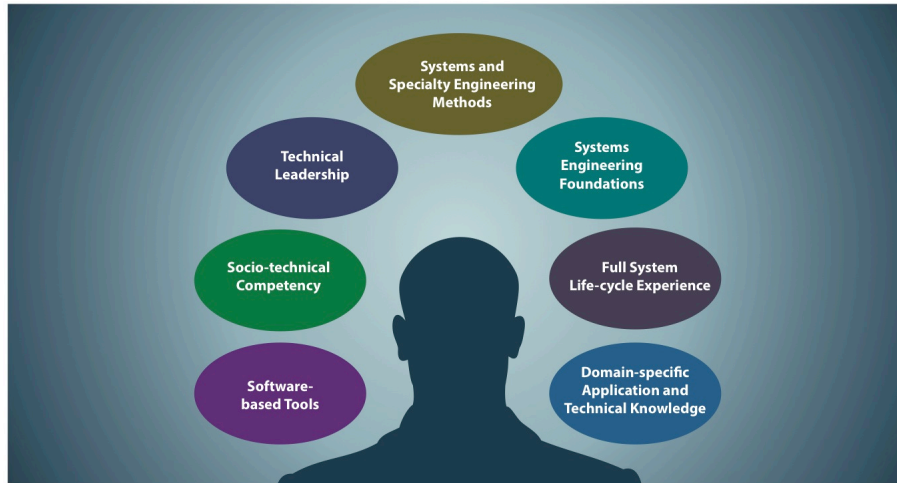 Systems and
Specialty Engineering
Methods
Technical
Leadership
Systems
Engineering
Foundations
Socio-technical
Competency
Full System
Life-cycle Experience
Software-
based Tools
Domain-specific
Application and
Technical Knowledge